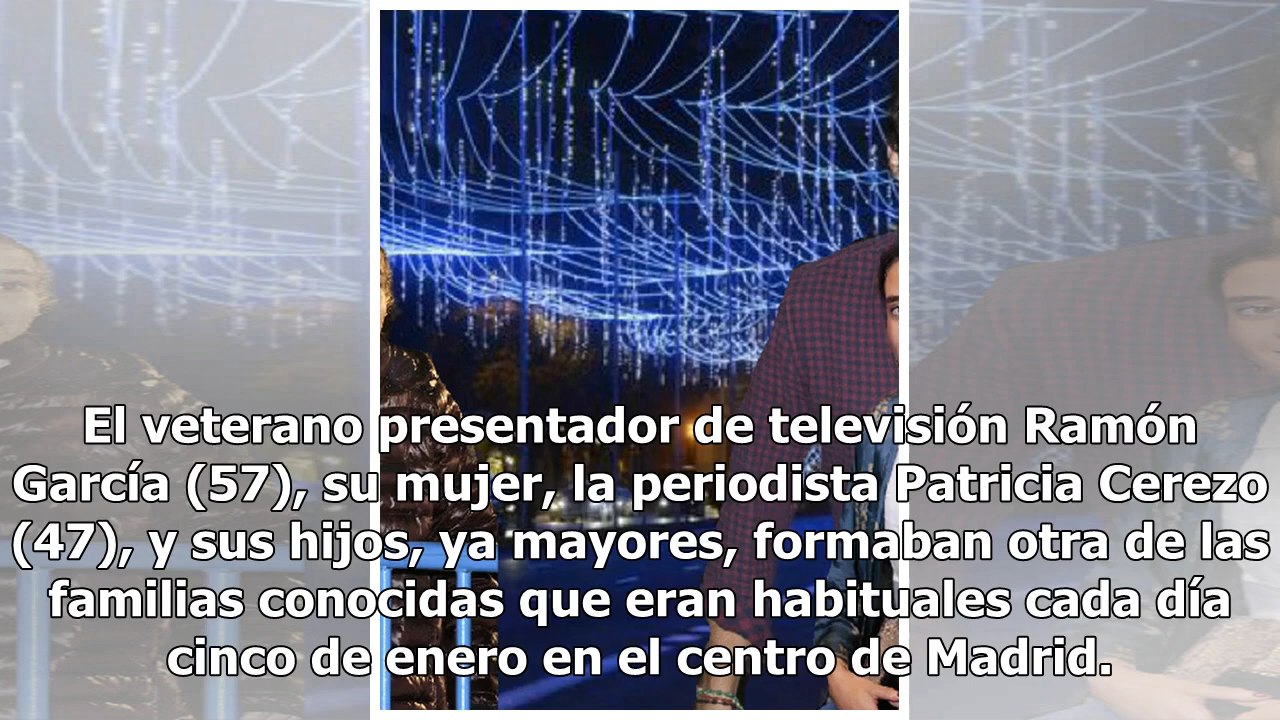 El veterano presentador de televisión Ramón
García (57), su mujer, la periodista Patricia Cerezo
(47), y sus hijos, ya mayores, formaban otra de las
familias conocidas que eran habituales cada día
cinco de enero en el centro de Madrid.